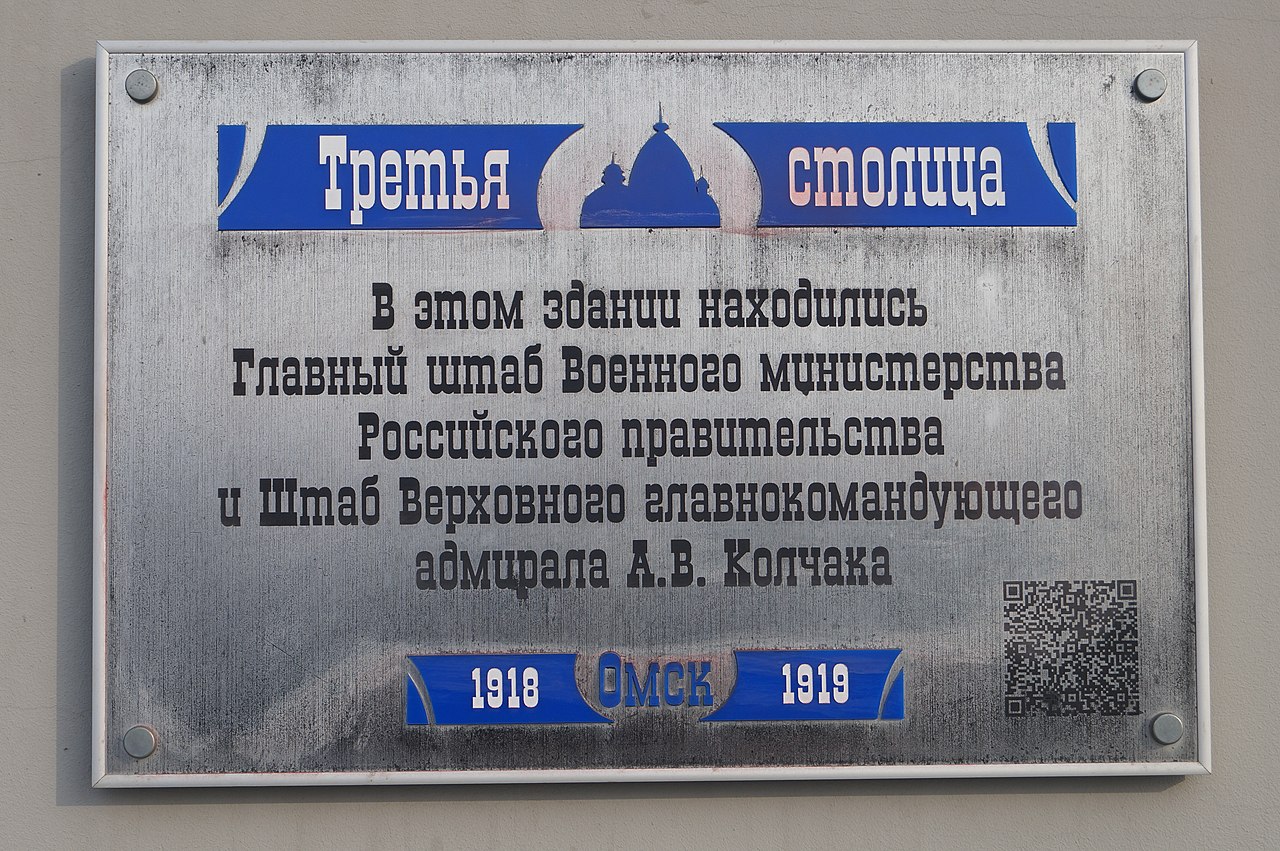 Третья столица
В этом здании находились
Главный штаб Военного министерства
Российского правительства
и Штаб Верховного главнокомандующего
адмирала А.В. Колчака
1918 Омск 1919